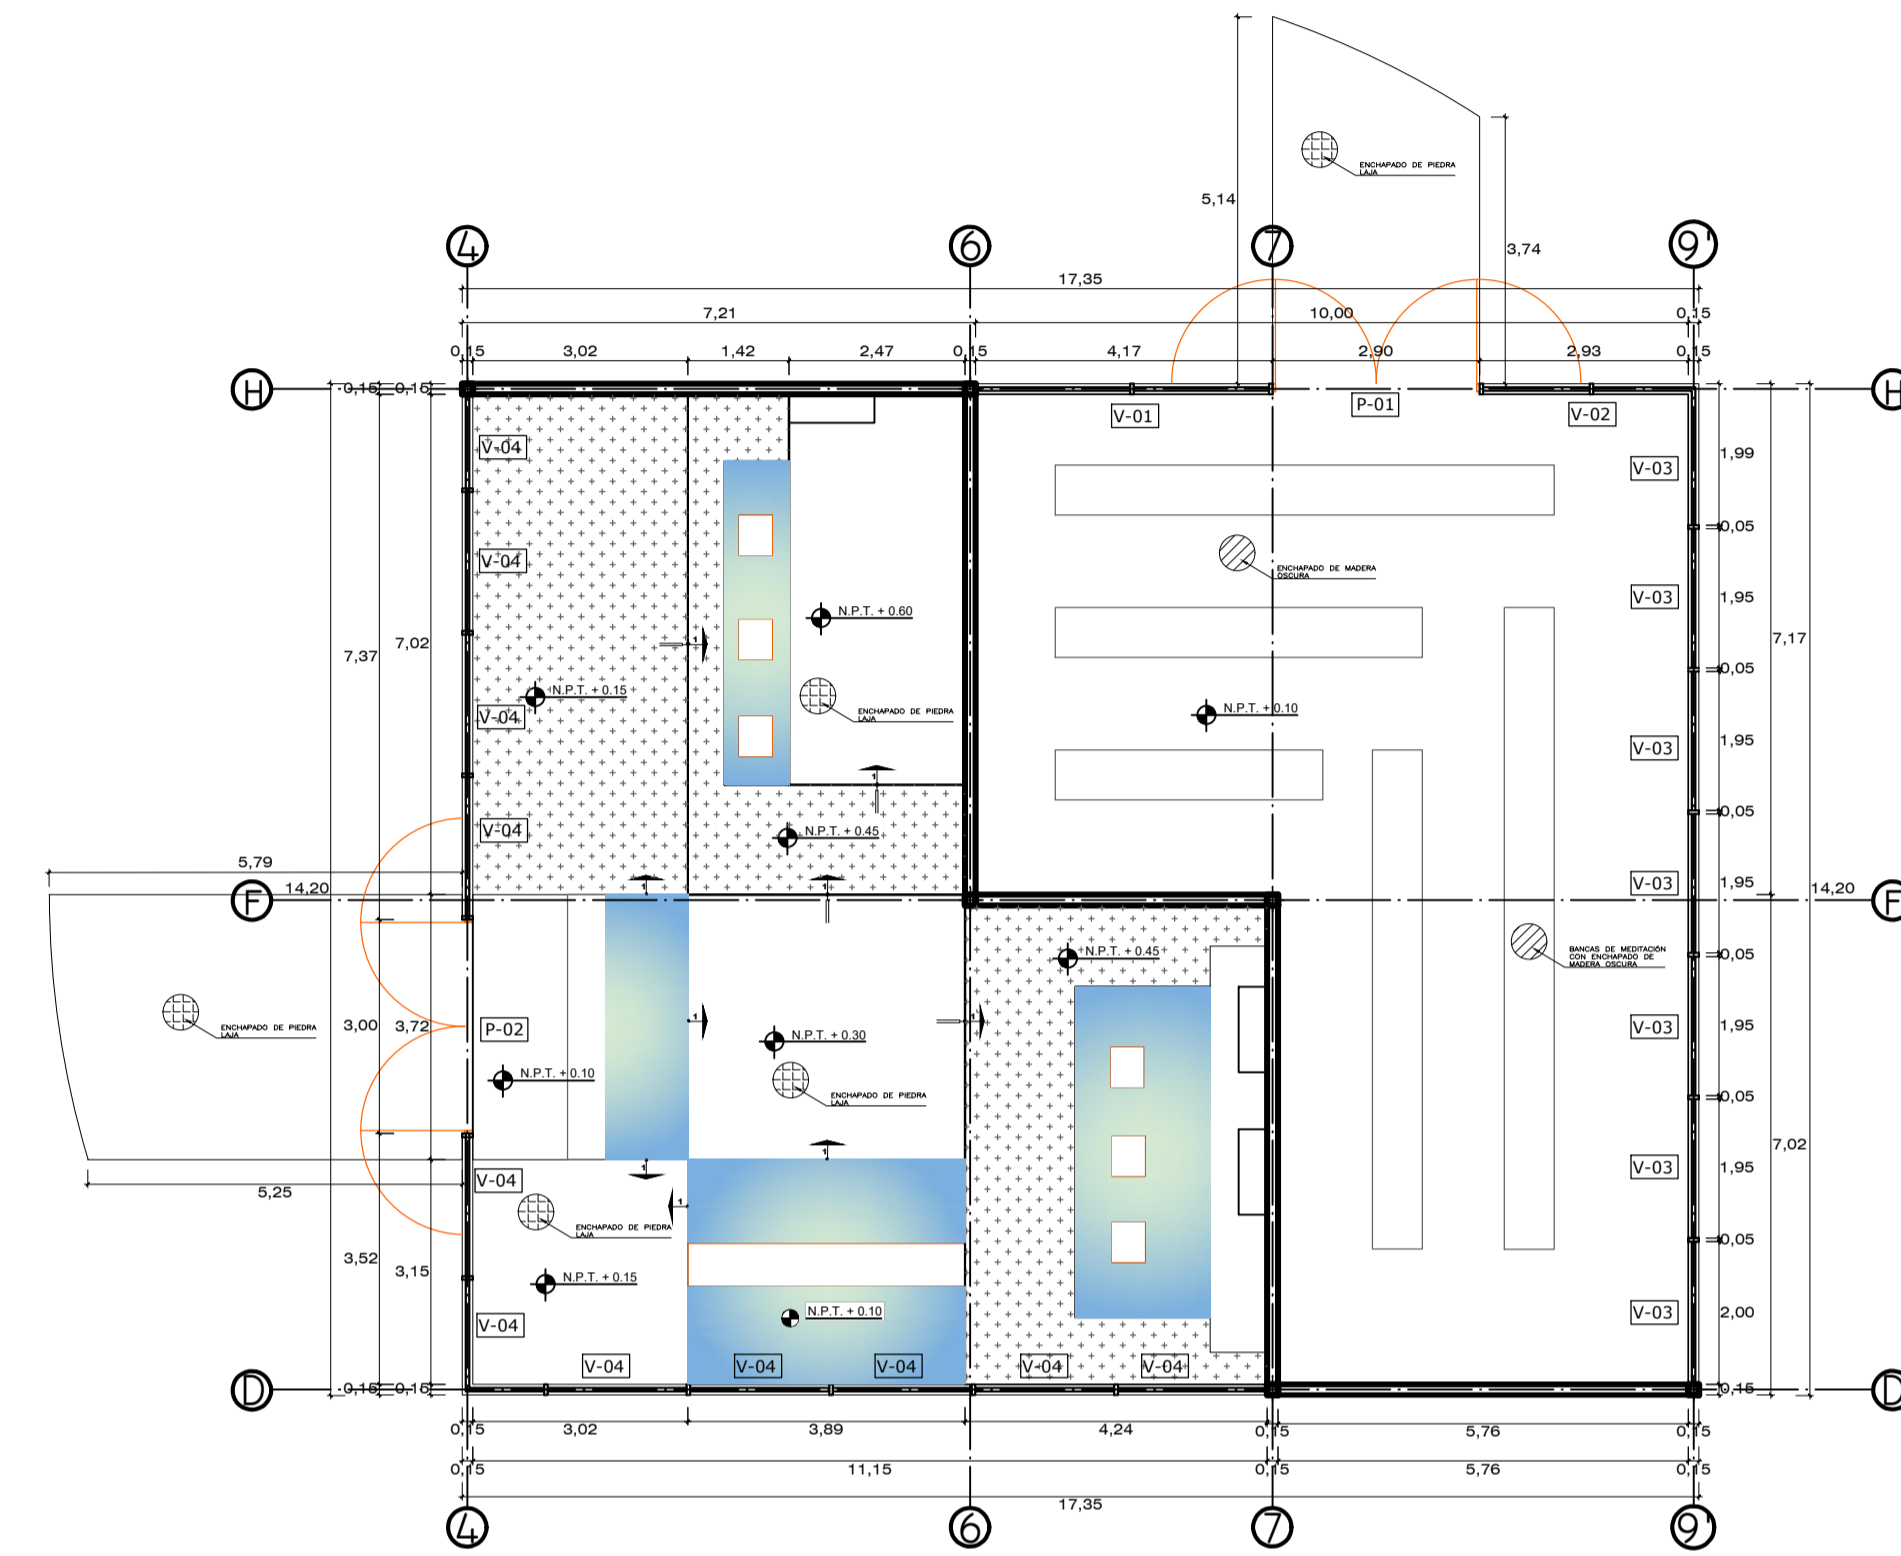 5,14
ENCHAPADO DE PIEDRA
LAJA
3,74
4 6 7 9'
17,35
7,21 10,00 0,15
0,15 3,02 1,42 2,47 0,15 4,17 2,90 2,93 0,15
H 0,15 0,15 H
V-01 P-01 V-02
V-04
V-03
1,99
0,05
V-04
ENCHAPADO DE MADERA
OSCURA
N.P.T. + 0.60
V-03
1,95
7,37 7,02
7,17
0,05
N.P.T. + 0.15
ENCHAPADO DE PIEDRA
LAJA
V-04
N.P.T. + 0.10
V-03
1,95
1
1
0,05
V-04
N.P.T. + 0.45
5,79
14,20
1
1
V-03
1,95
14,20
F F
N.P.T. + 0.45
BANCAS DE MEDITACIÓN
CON ENCHAPADO DE
MADERA OSCURA
0,05
ENCHAPADO DE PIEDRA
LAJA
3,00 3,72
P-02
1
N.P.T. + 0.30
V-03
1,95
N.P.T. + 0.10
ENCHAPADO DE PIEDRA
LAJA
0,05
7,02
V-04
1
1
1
V-03
1,95
5,25
ENCHAPADO DE PIEDRA
LAJA
0,05
3,52 3,15
N.P.T. + 0.15
N.P.T. + 0.10
V-04
V-03
2,00
V-04 V-04 V-04 V-04 V-04
D 0,15 0,15 0,15 D
0,15 3,02 3,89 4,24 0,15 5,76 0,15
0,15 11,15 0,15 5,76 0,15
17,35
4 6 7 9'